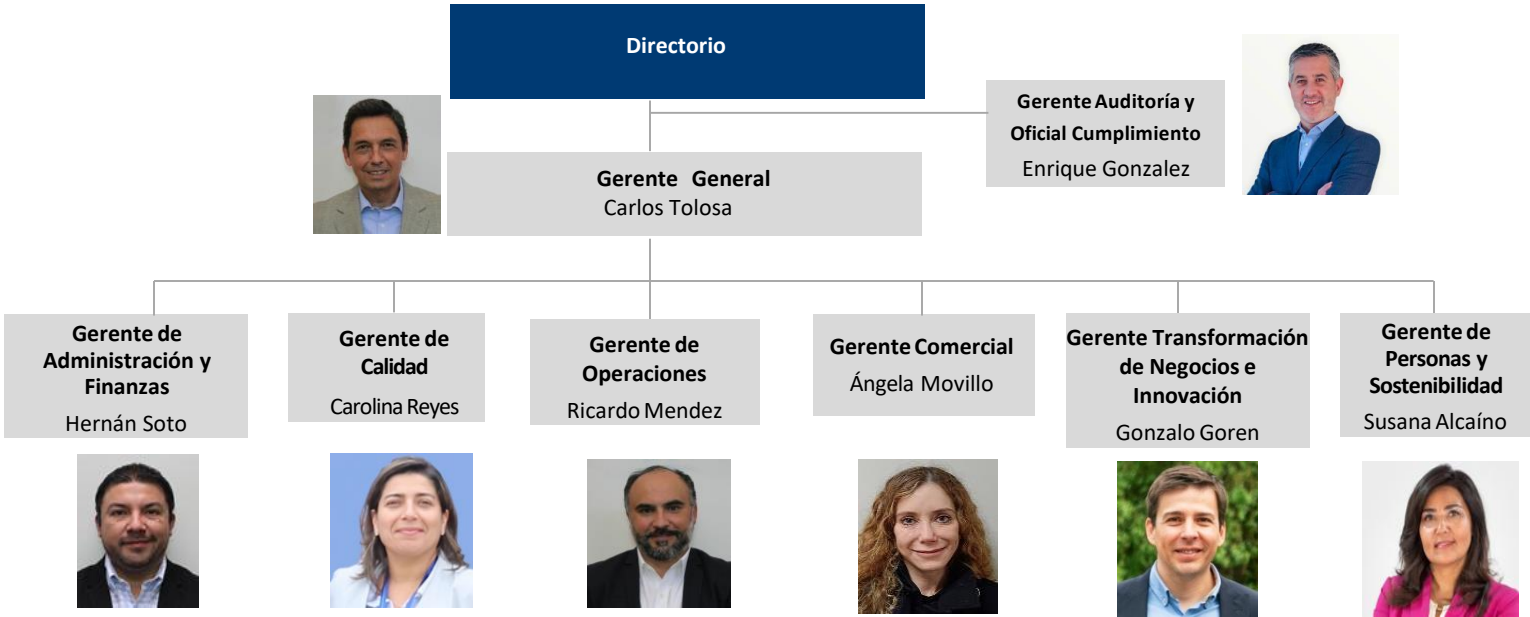 Directorio
Gerente Auditoría y
Oficial Cumplimiento
Enrique Gonzalez
Gerente General
Carlos Tolosa
Gerente de
Administración y
Finanzas
Hernán Soto
Gerente de
Calidad
Carolina Reyes
Gerente de
Operaciones
Ricardo Mendez
Gerente Comercial
Ángela Movillo
Gerente Transformación
de Negocios e
Innovación
Gonzalo Goren
Gerente de
Personas y
Sostenibilidad
Susana Alcaíno